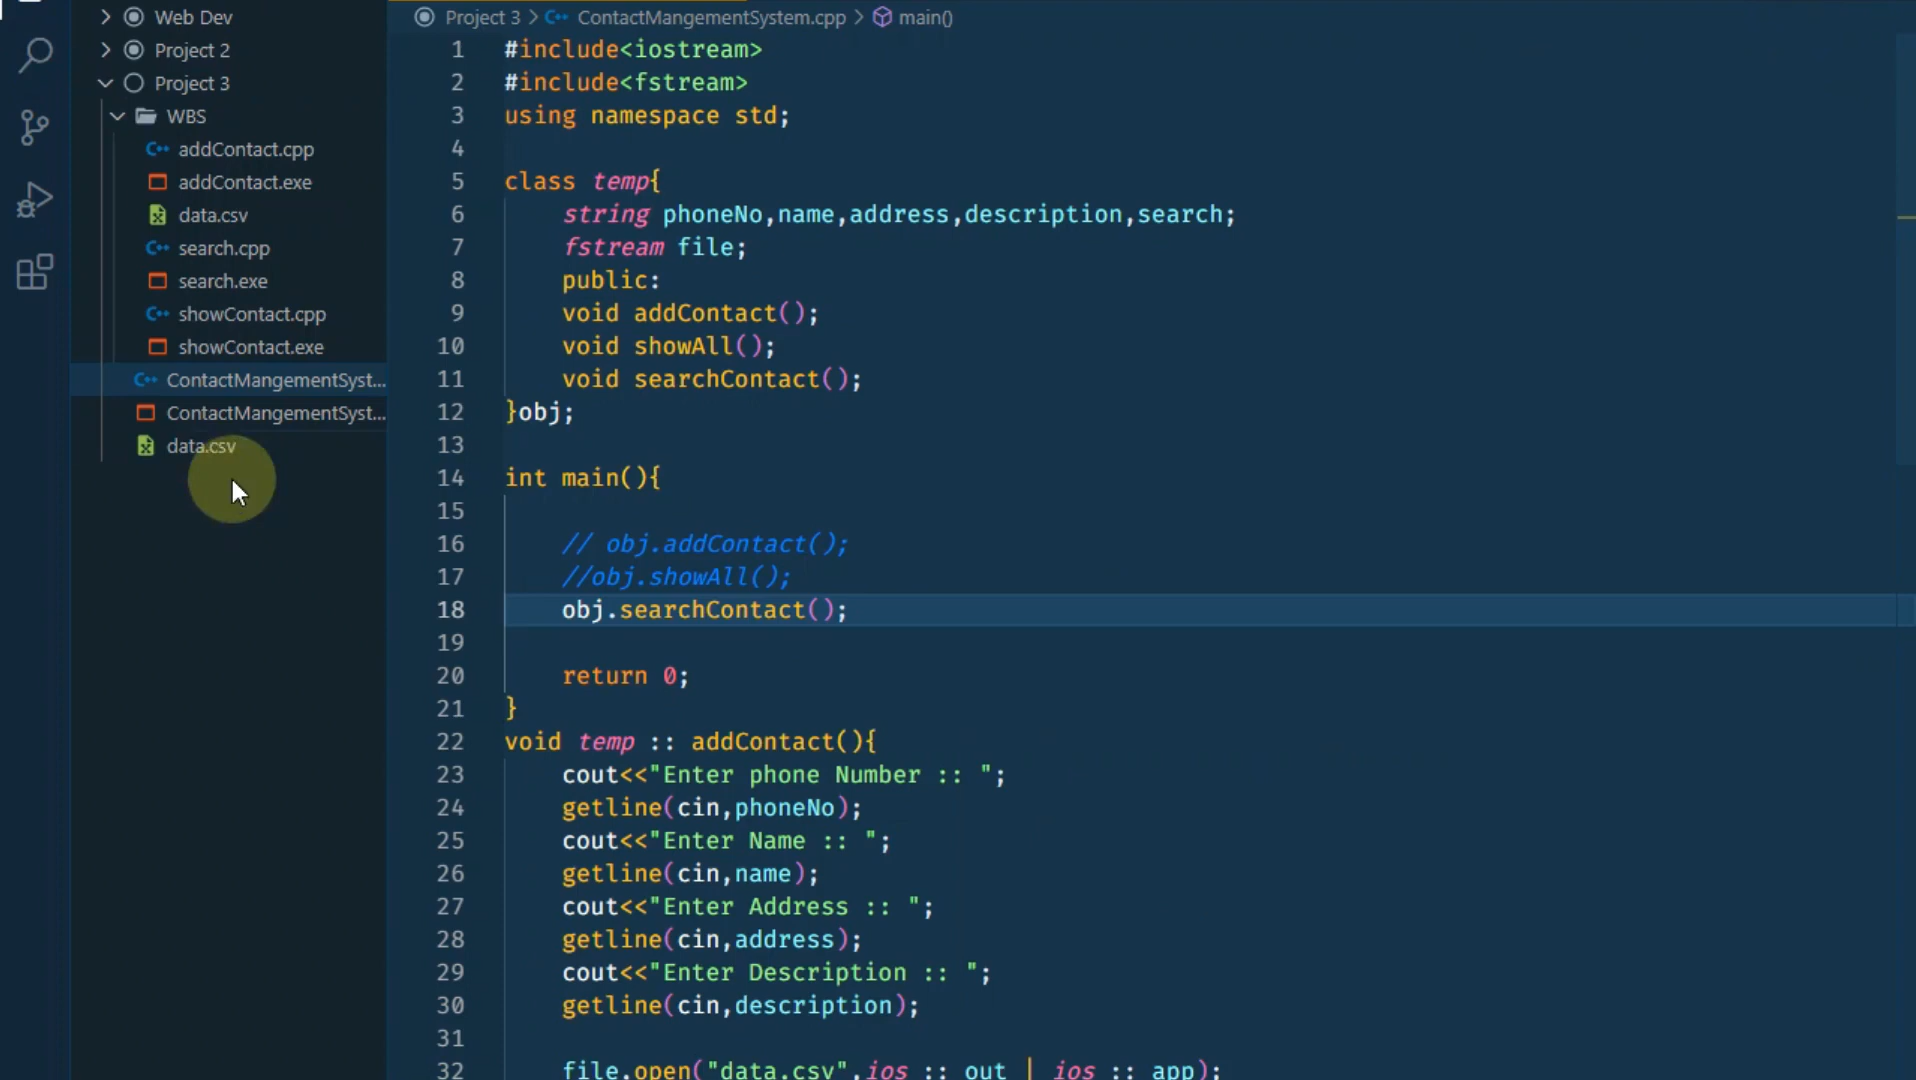 Web Dev
Project 2
Project 3
WBS
addContact.cpp
addContact.exe
data.csv
search.cpp
search.exe
showContact.cpp
showContact.exe
ContactMangementSyst...
ContactMangementSyst...
data.csv
Project 3 > ContactMangementSystem.cpp > main()
1 #include<iostream>
2 #include<fstream>
3 using namespace std;
4
5 class temp{
6 string phoneNo,name,address,description,search;
7 fstream file;
8 public:
9 void addContact();
10 void showAll();
11 void searchContact();
12 }obj;
13
14 int main(){
15
16 // obj.addContact();
17 //obj.showAll();
18 obj.searchContact();
19
20 return 0;
21 }
22 void temp :: addContact(){
23 cout<<"Enter phone Number :: ";
24 getline(cin,phoneNo);
25 cout<<"Enter Name :: ";
26 getline(cin,name);
27 cout<<"Enter Address :: ";
28 getline(cin,address);
29 cout<<"Enter Description :: ";
30 getline(cin,description);
31
32 file.open("data.csv",ios :: out | ios :: app);